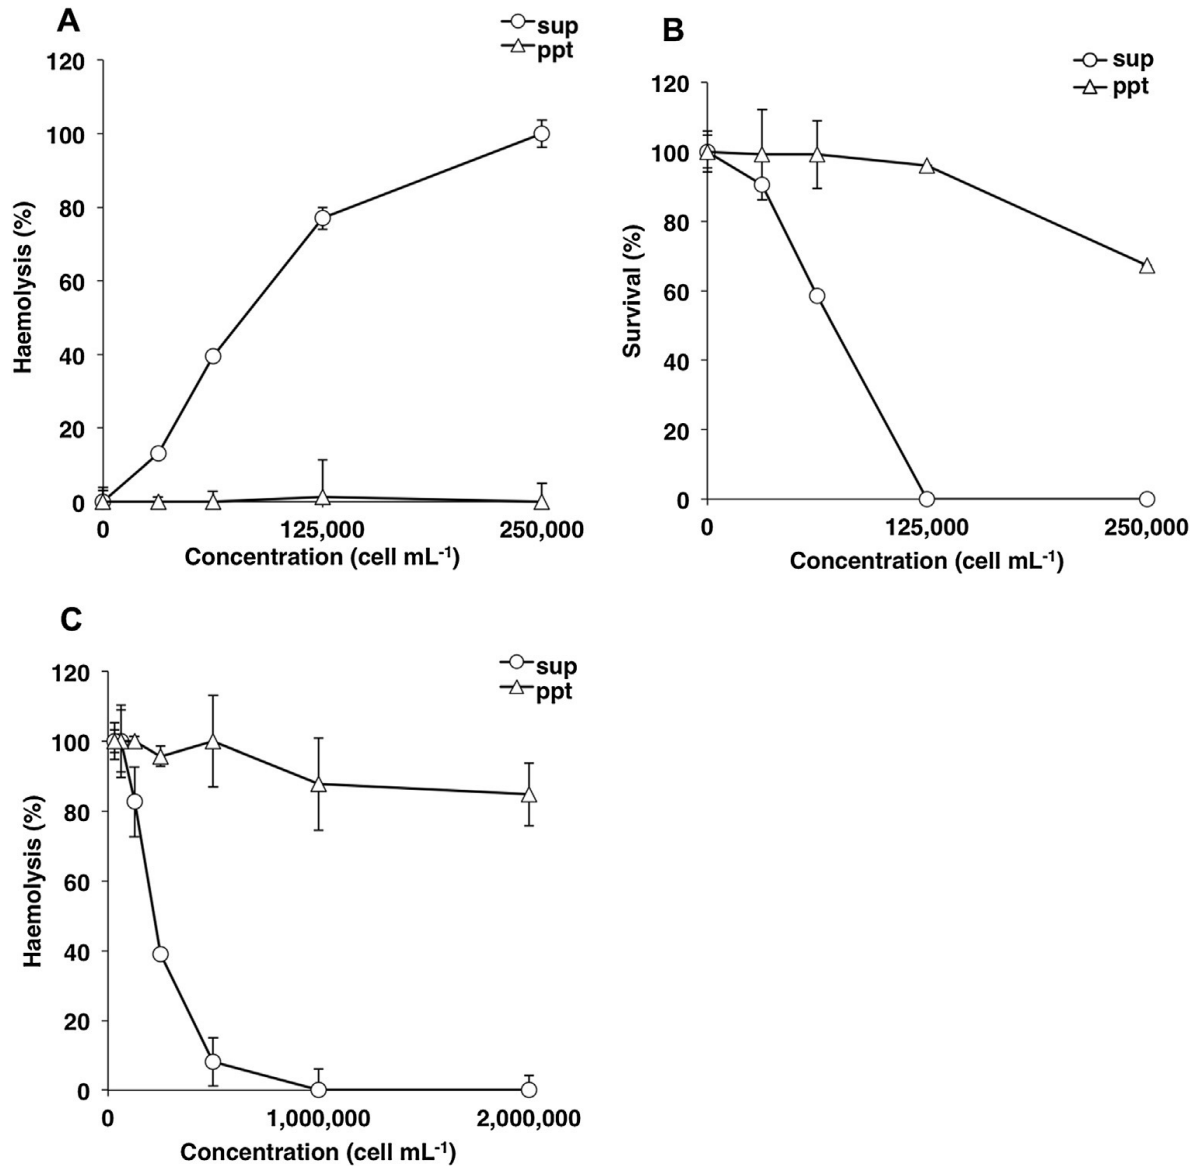 A
sup
ppt
120
100
80
60
40
20
0
Haemolysis (%)
0 125,000 250,000
Concentration (cell mL-1)
B
sup
ppt
120
100
80
60
40
20
0
Survival (%)
0 125,000 250,000
Concentration (cell mL-1)
C
sup
ppt
120
100
80
60
40
20
0
Haemolysis (%)
0 1,000,000 2,000,000
Concentration (cell mL-1)